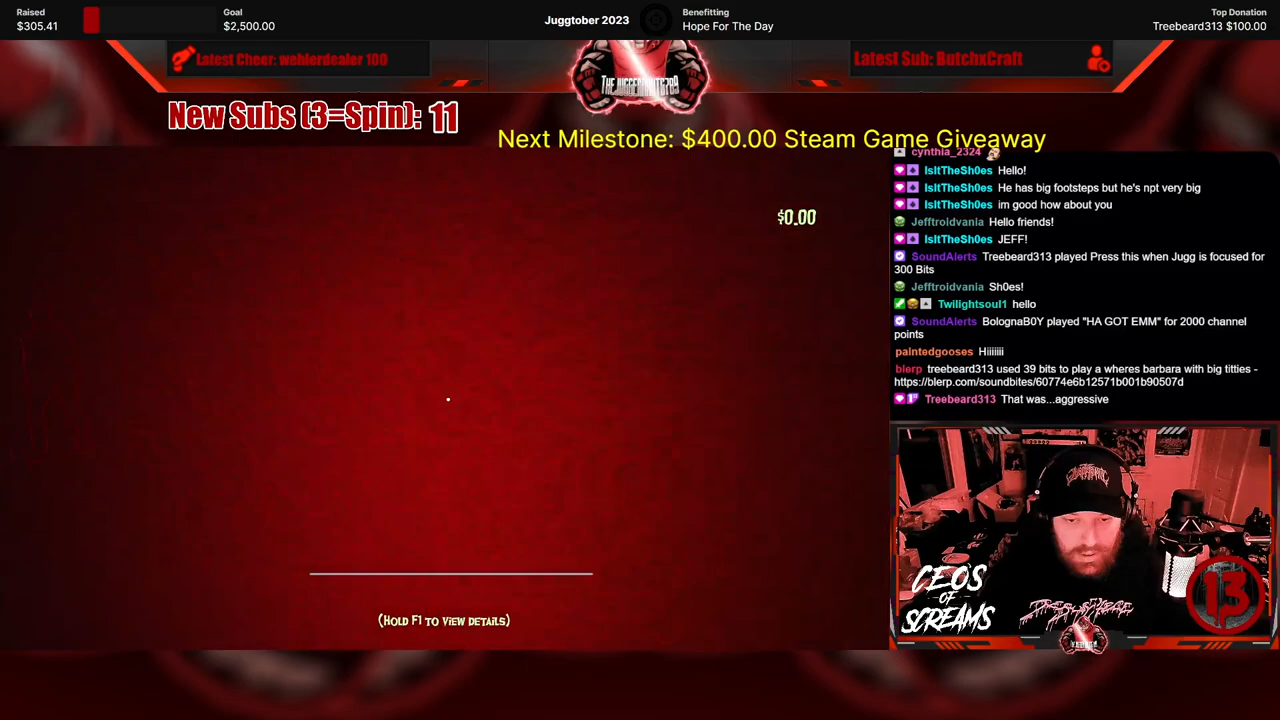 Raised
$305.41
Goal
$2,500.00
Juggtober 2023
Benefitting
Hope For The Day
Top Donation
Treebeard313 $100.00
Latest Cheer: wehlerdealer 100
THEJUGGERNAUT6789
Latest Sub: ButchxCraft
New Subs (3=Spin): 11
Next Milestone: $400.00 Steam Game Giveaway
$0.00
(HOLD F1 TO VIEW DETAILS)
cynthia_2324
IsItTheSh0es Hello!
IsItTheSh0es He has big footsteps but he's npt very big
IsItTheSh0es im good how about you
Jefftroidvania Hello friends!
IsItTheSh0es JEFF!
SoundAlerts Treebeard313 played Press this when Jugg is focused for
300 Bits
Jefftroidvania Sh0es!
Twilightsoul1 hello
SoundAlerts BolognaB0Y played "HA GOT EMM" for 2000 channel
points
paintedgooses Hiiiiiii
blerp treebeard313 used 39 bits to play a wheres barbara with big titties -
https://blerp.com/soundbites/60774e6b12571b001b90507d
Treebeard313 That was...aggressive
CEOS
OF
SCREAMS
13